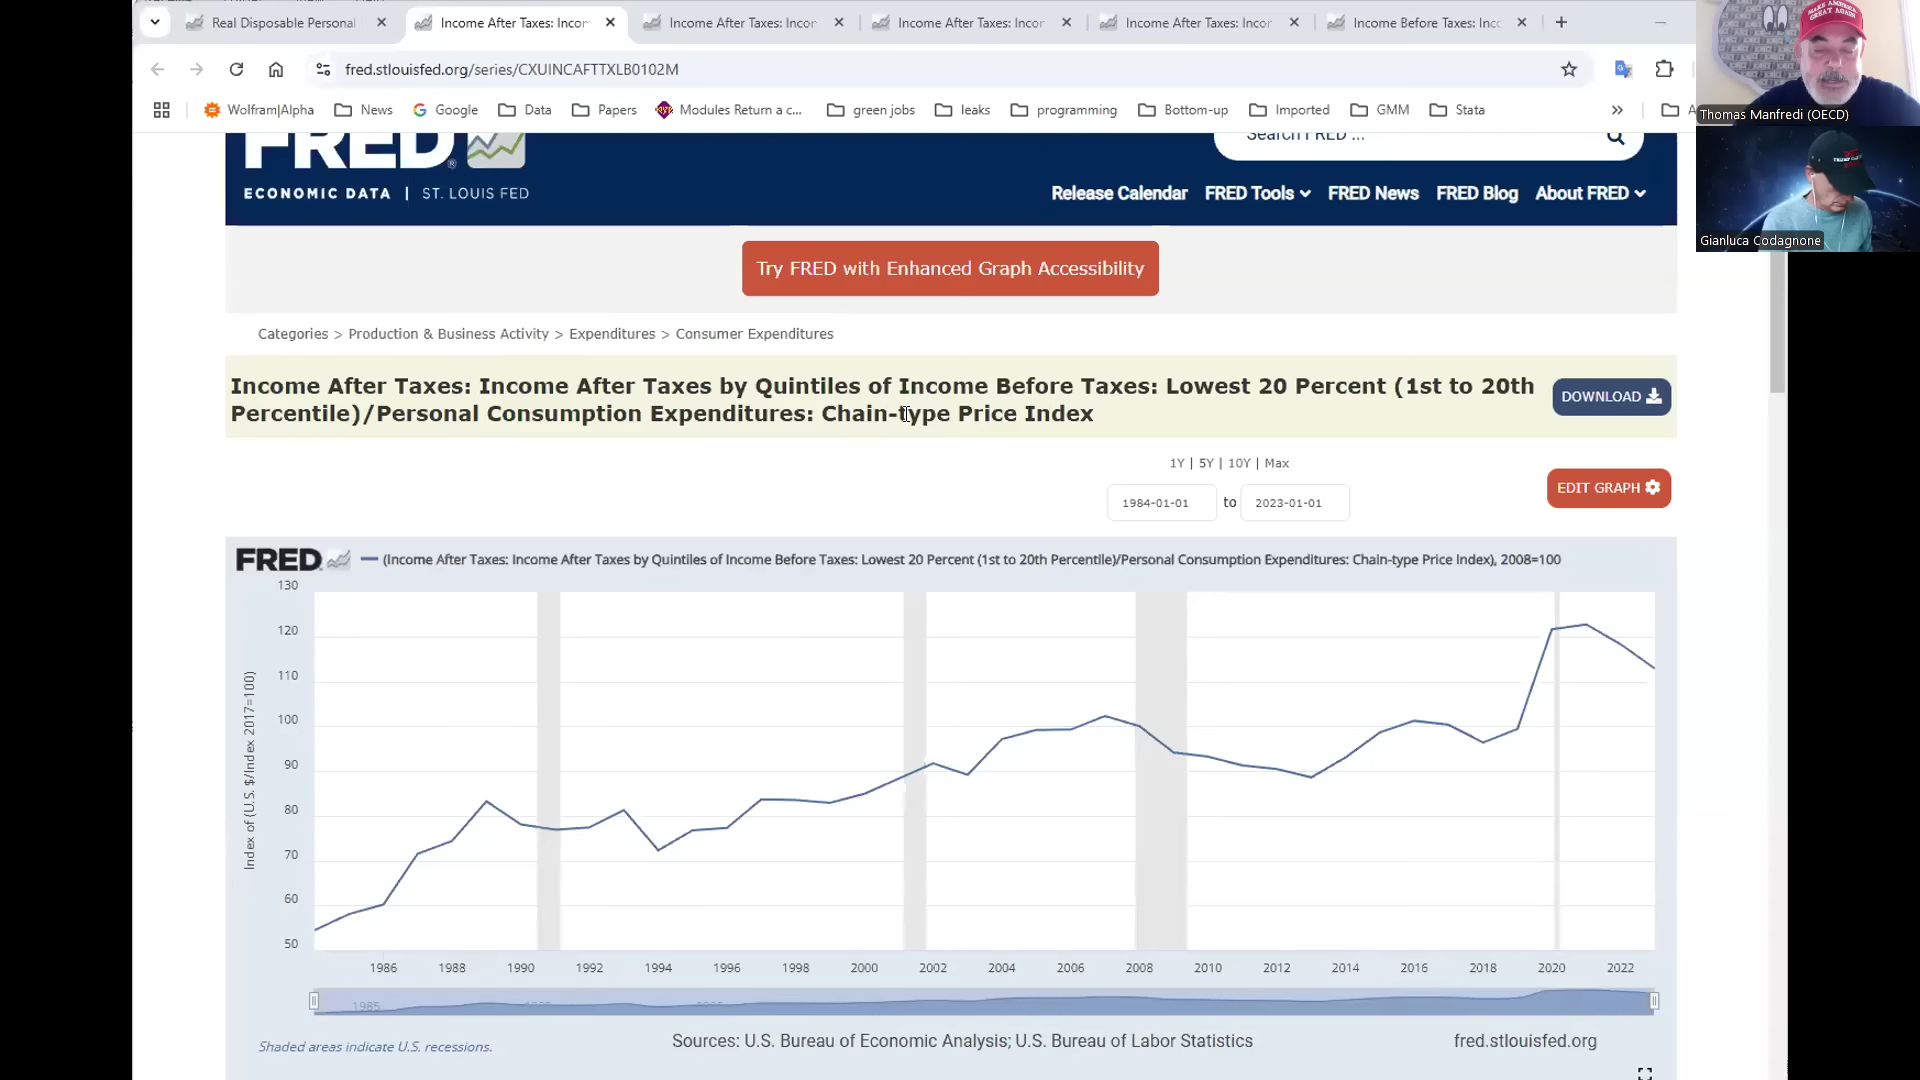 Real Disposable Personal
Income After Taxes: Incor
Income After Taxes: Incor
Income After Taxes: Incor
Income After Taxes: Incor
Income Before Taxes: Inc
fred.stlouisfed.org/series/CXUINCAFTTXLB0102M
Wolfram|Alpha
News
Google
Data
Papers
Modules Return a c...
green jobs
leaks
programming
Bottom-up
Imported
GMM
Stata
MAKE AMERICA
GREAT AGAIN
Thomas Manfredi (OECD)
Gianluca Codagnone
FRED
ECONOMIC DATA | ST. LOUIS FED
Search FRED ...
Release Calendar
FRED Tools
FRED News
FRED Blog
About FRED
Try FRED with Enhanced Graph Accessibility
Categories > Production & Business Activity > Expenditures > Consumer Expenditures
Income After Taxes: Income After Taxes by Quintiles of Income Before Taxes: Lowest 20 Percent (1st to 20th
Percentile)/Personal Consumption Expenditures: Chain-type Price Index
DOWNLOAD
1Y | 5Y | 10Y | Max
1984-01-01 to 2023-01-01
EDIT GRAPH
FRED
(Income After Taxes: Income After Taxes by Quintiles of Income Before Taxes: Lowest 20 Percent (1st to 20th Percentile)/Personal Consumption Expenditures: Chain-type Price Index), 2008=100
Index of (U.S. $/Index 2017=100)
130
120
110
100
90
80
70
60
50
1986 1988 1990 1992 1994 1996 1998 2000 2002 2004 2006 2008 2010 2012 2014 2016 2018 2020 2022
1985
Shaded areas indicate U.S. recessions.
Sources: U.S. Bureau of Economic Analysis; U.S. Bureau of Labor Statistics
fred.stlouisfed.org